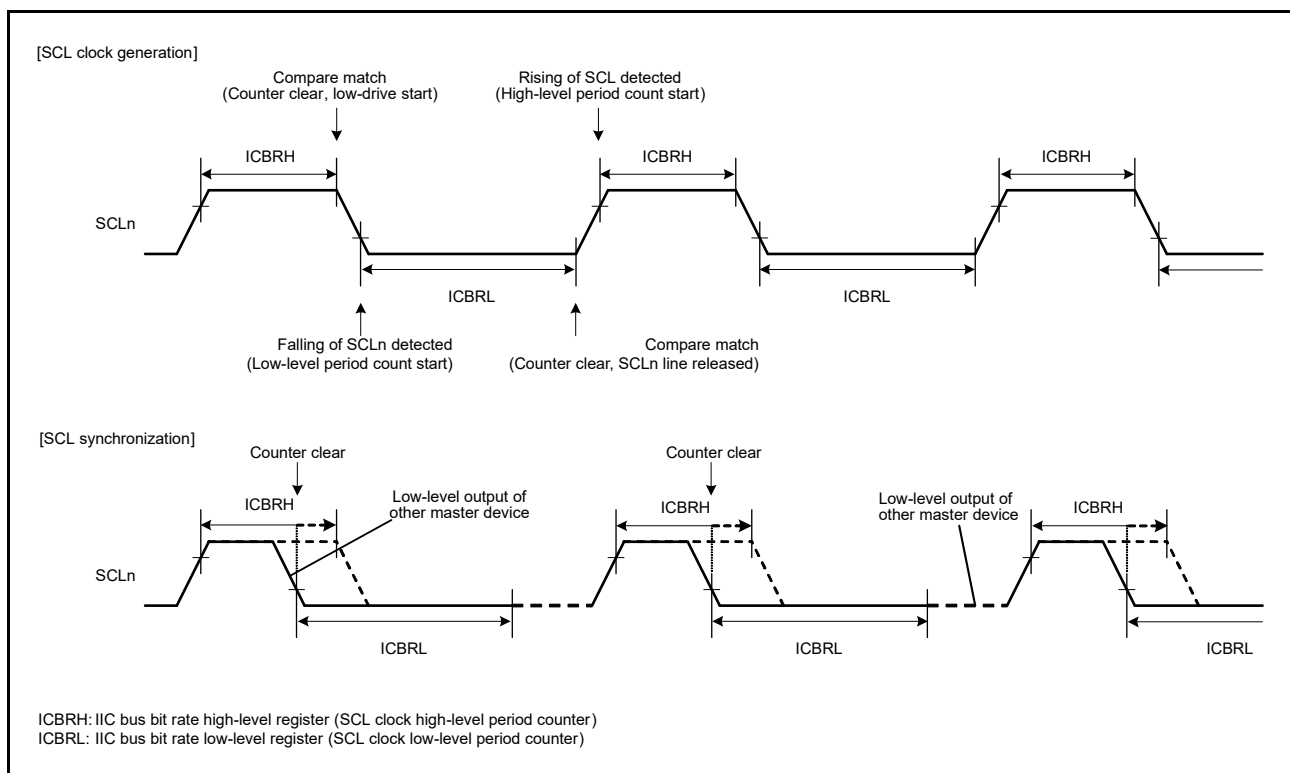 [SCL clock generation]
Compare match
(Counter clear, low-drive start)
Rising of SCL detected
(High-level period count start)
ICBRH
ICBRH
ICBRH
SCLn
ICBRL
ICBRL
Falling of SCLn detected
(Low-level period count start)
Compare match
(Counter clear, SCLn line released)
[SCL synchronization]
Counter clear
Counter clear
ICBRH
Low-level output of
other master device
ICBRH
Low-level output of
other master device
ICBRH
SCLn
ICBRL
ICBRL
ICBRL
ICBRH: IIC bus bit rate high-level register (SCL clock high-level period counter)
ICBRL: IIC bus bit rate low-level register (SCL clock low-level period counter)